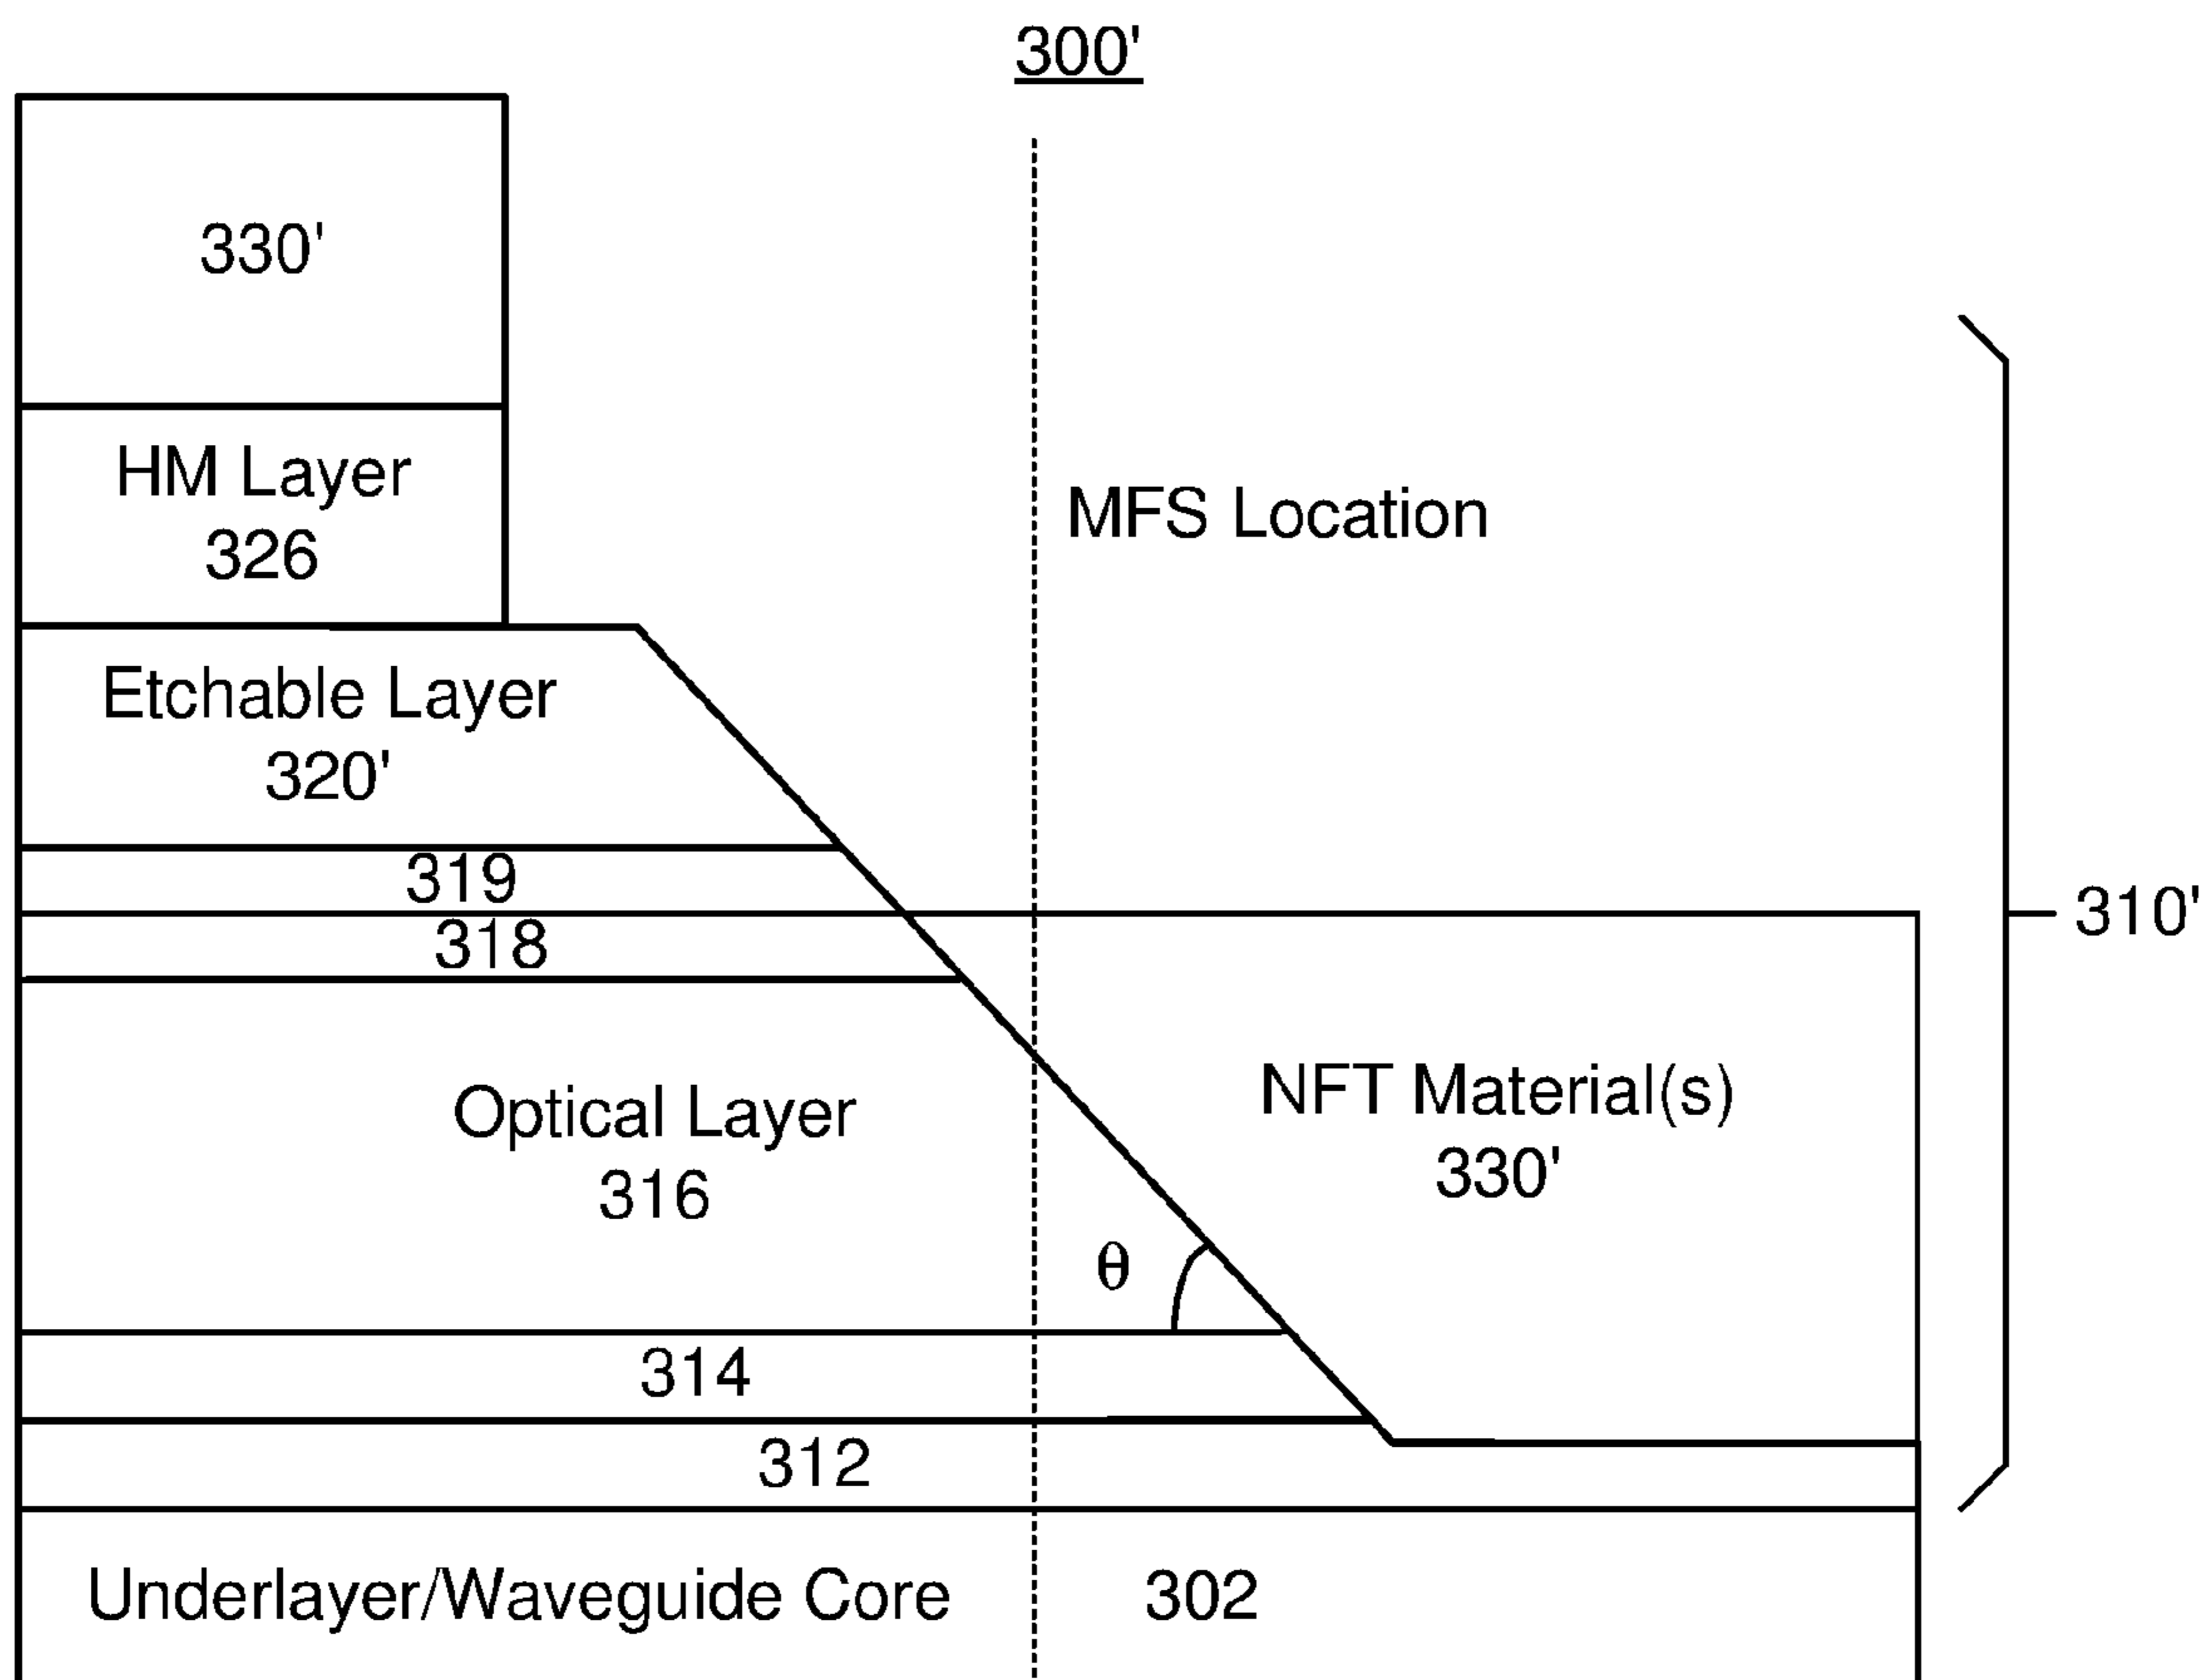 300'
330'
HM Layer
326
MFS Location
Etchable Layer
320'
319
318
310'
Optical Layer
316
NFT Material(s)
330'
θ
314
312
Underlayer/Waveguide Core 302